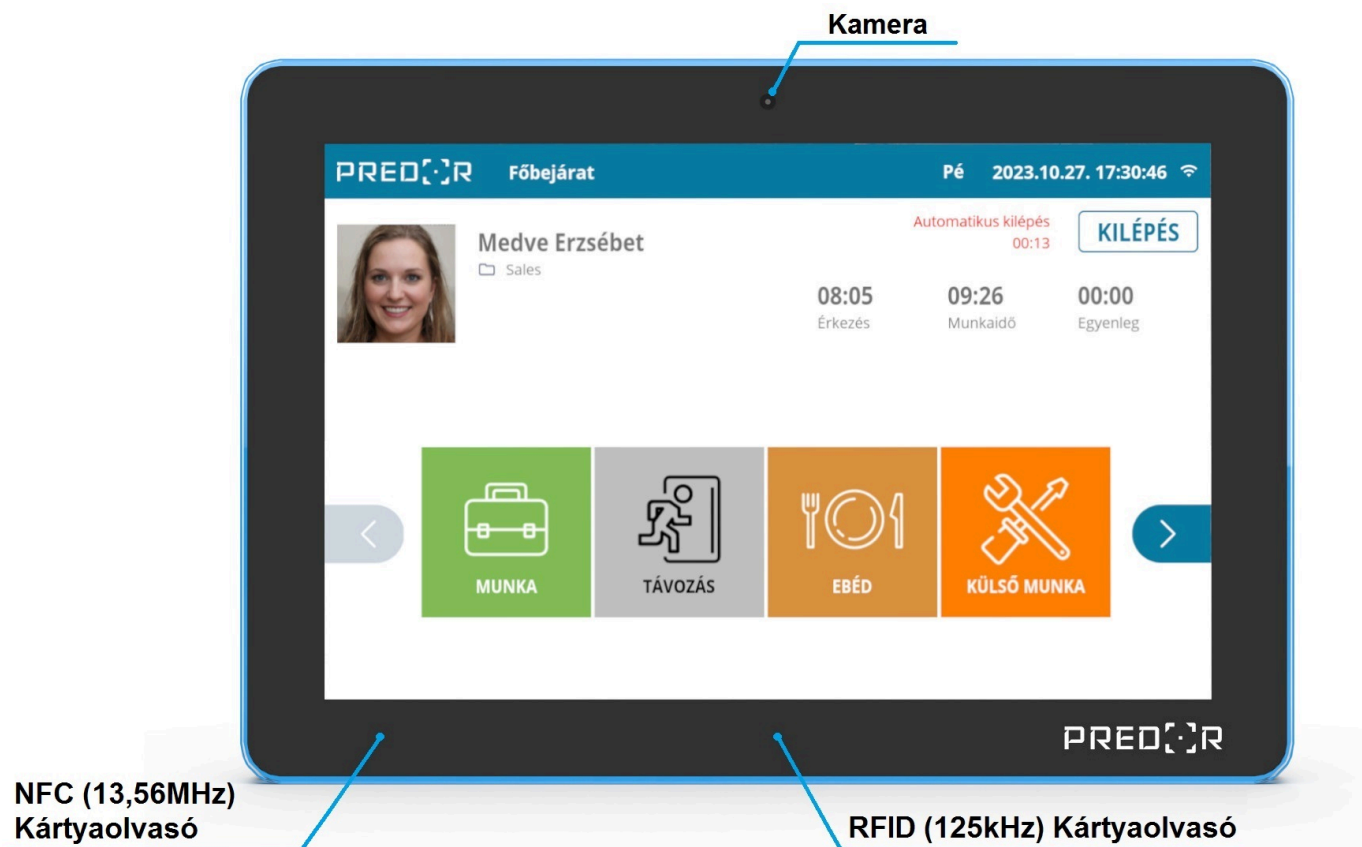 Kamera
PRED[·]R Főbejárat Pé 2023.10.27. 17:30:46
Automatikus kilépés
00:13
KILÉPÉS
Medve Erzsébet
Sales
08:05 09:26 00:00
Érkezés Munkaidő Egyenleg
MUNKA TÁVOZÁS EBÉD KÜLSŐ MUNKA
PRED[·]R
NFC (13,56MHz)
Kártyaolvasó
RFID (125kHz) Kártyaolvasó